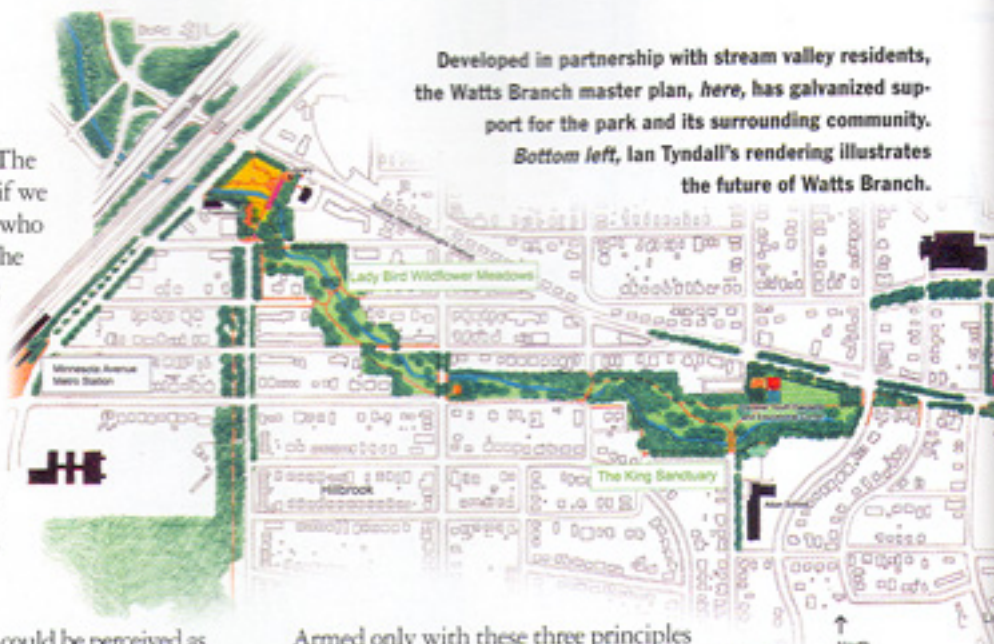 Developed in partnership with stream valley residents,
the Watts Branch master plan, here, has galvanized sup-
port for the park and its surrounding community.
Bottom left, Ian Tyndall's rendering illustrates
the future of Watts Branch.
The
if we
who
he
Lady Bird Wildflower Meadows
Minnesota Avenue
Metro Station
The King Sanctuary
Hillbrook
could be perceived as
Armed only with these three principles